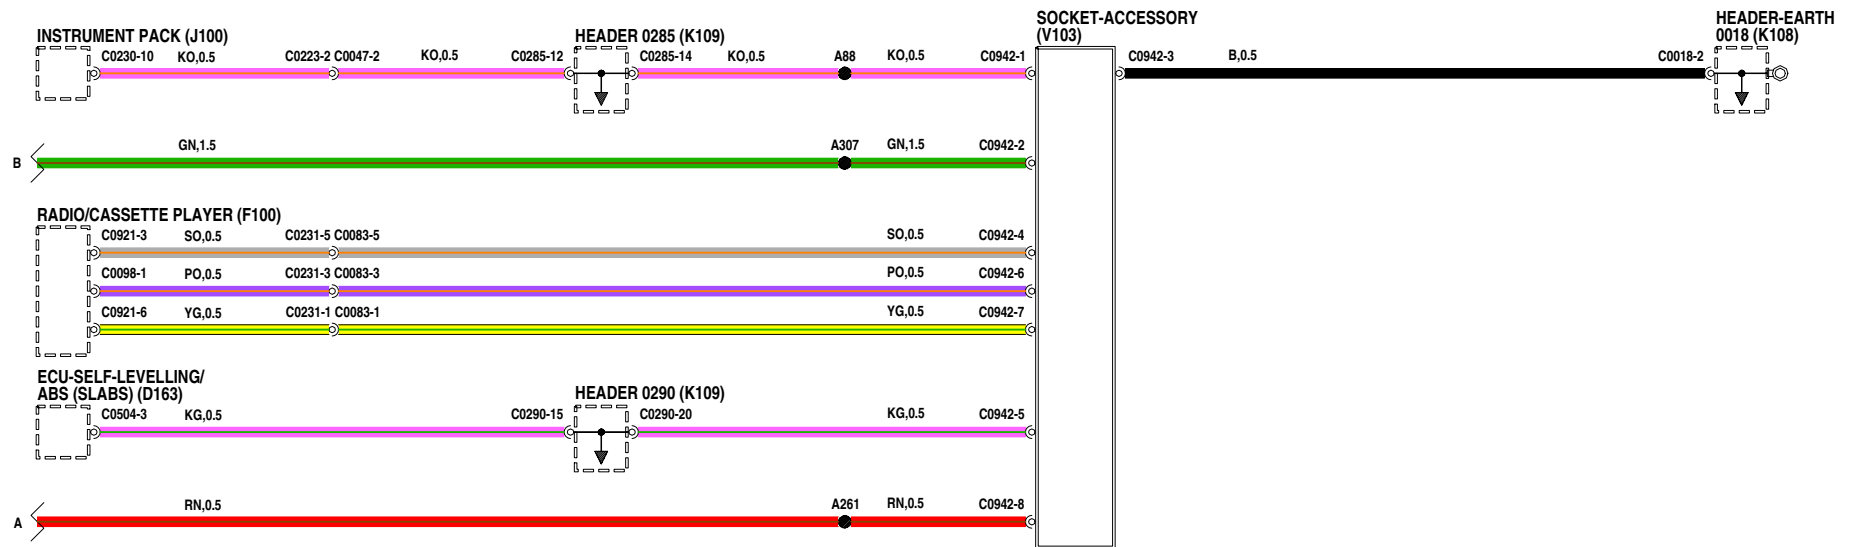 SOCKET-ACCESSORY
(V103)
HEADER-EARTH
0018 (K108)
INSTRUMENT PACK (J100)
HEADER 0285 (K109)
C0230-10 KO,0.5 C0223-2 C0047-2 KO,0.5 C0285-12 C0285-14 KO,0.5 A88 KO,0.5 C0942-1 C0942-3 B,0.5 C0018-2
B GN,1.5 A307 GN,1.5 C0942-2
RADIO/CASSETTE PLAYER (F100)
C0921-3 SO,0.5 C0231-5 C0083-5 SO,0.5 C0942-4
C0098-1 PO,0.5 C0231-3 C0083-3 PO,0.5 C0942-6
C0921-6 YG,0.5 C0231-1 C0083-1 YG,0.5 C0942-7
ECU-SELF-LEVELLING/
ABS (SLABS) (D163)
HEADER 0290 (K109)
C0504-3 KG,0.5 C0290-15 C0290-20 KG,0.5 C0942-5
A RN,0.5 A261 RN,0.5 C0942-8